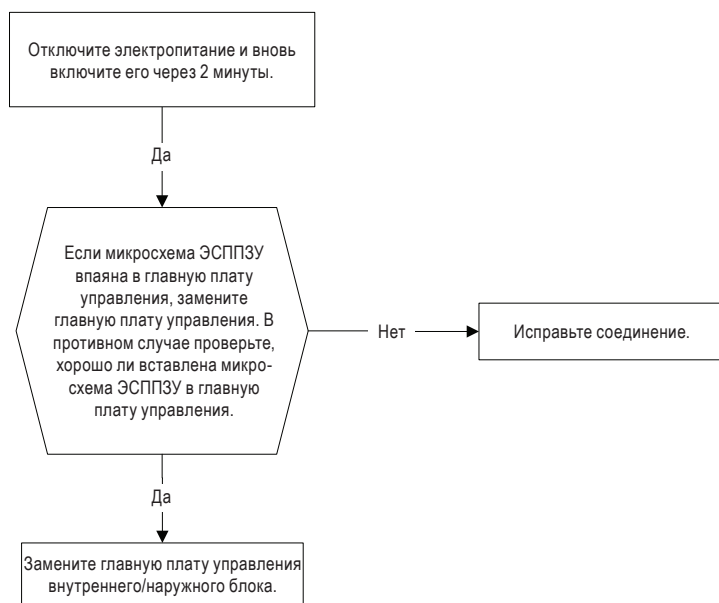 Отключите электропитание и вновь
включите его через 2 минуты.
Да
Если микросхема ЭСППЗУ
впаяна в главную плату
управления, замените
главную плату управления. В
противном случае проверьте,
хорошо ли вставлена микро-
схема ЭСППЗУ в главную
плату управления.
Нет
Исправьте соединение.
Да
Замените главную плату управления
внутреннего/наружного блока.